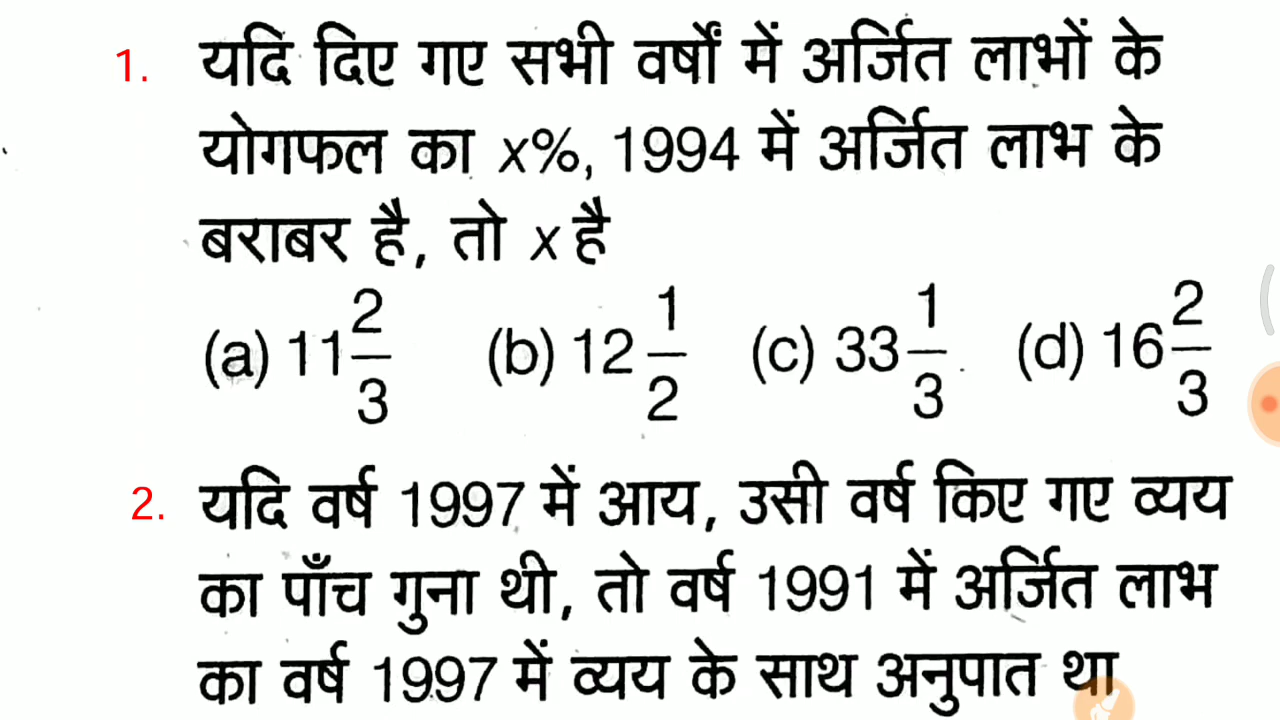 1. यदि दिए गए सभी वर्षों में अर्जित लाभों के
योगफल का x%, 1994 में अर्जित लाभ के
बराबर है, तो x है
(a) 11 2/3 (b) 12 1/2 (c) 33 1/3 (d) 16 2/3
2. यदि वर्ष 1997 में आय, उसी वर्ष किए गए व्यय
का पाँच गुना थी, तो वर्ष 1991 में अर्जित लाभ
का वर्ष 1997 में व्यय के साथ अनुपात था